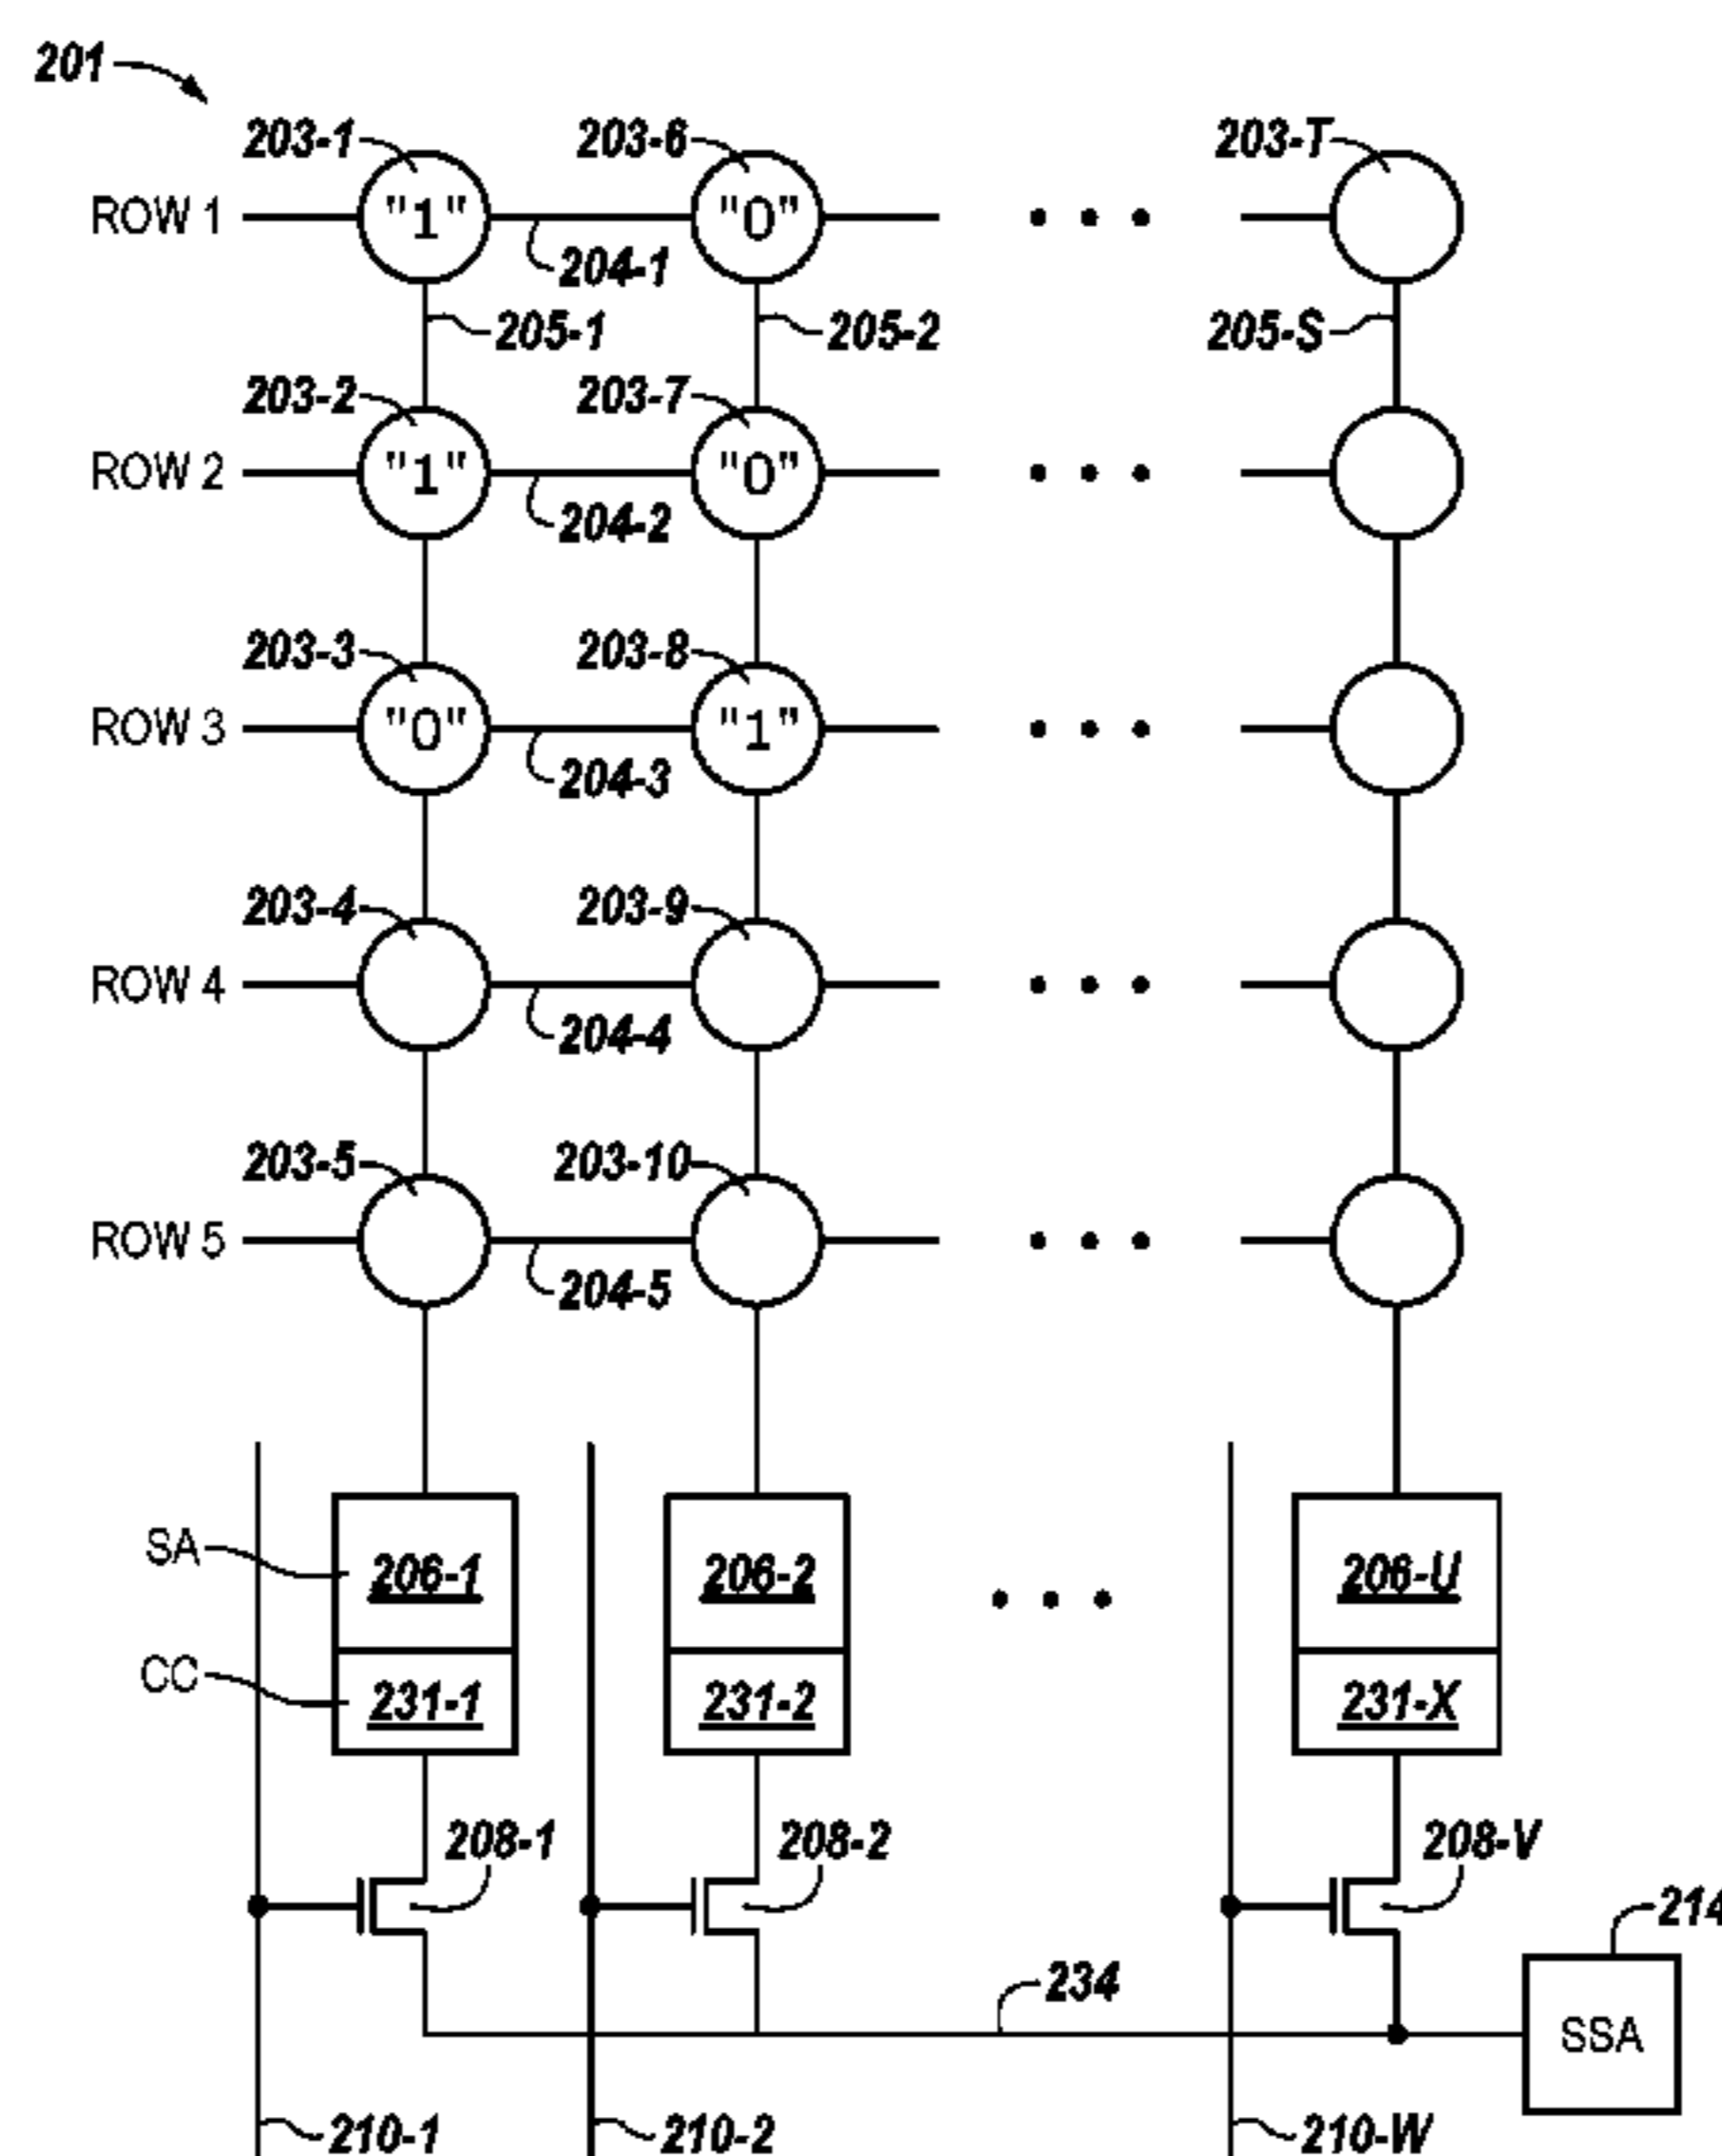 201
203-1 203-6 203-T
ROW 1 "1" "0"
204-1
205-1 205-2 205-S
203-2 203-7
ROW 2 "1" "0"
204-2
203-3 203-8
ROW 3 "0" "1"
204-3
203-4 203-9
ROW 4
204-4
203-5 203-10
ROW 5
204-5
SA 206-1 206-2 206-U
CC 231-1 231-2 231-X
208-1 208-2 208-V
214
234
SSA
210-1 210-2 210-W